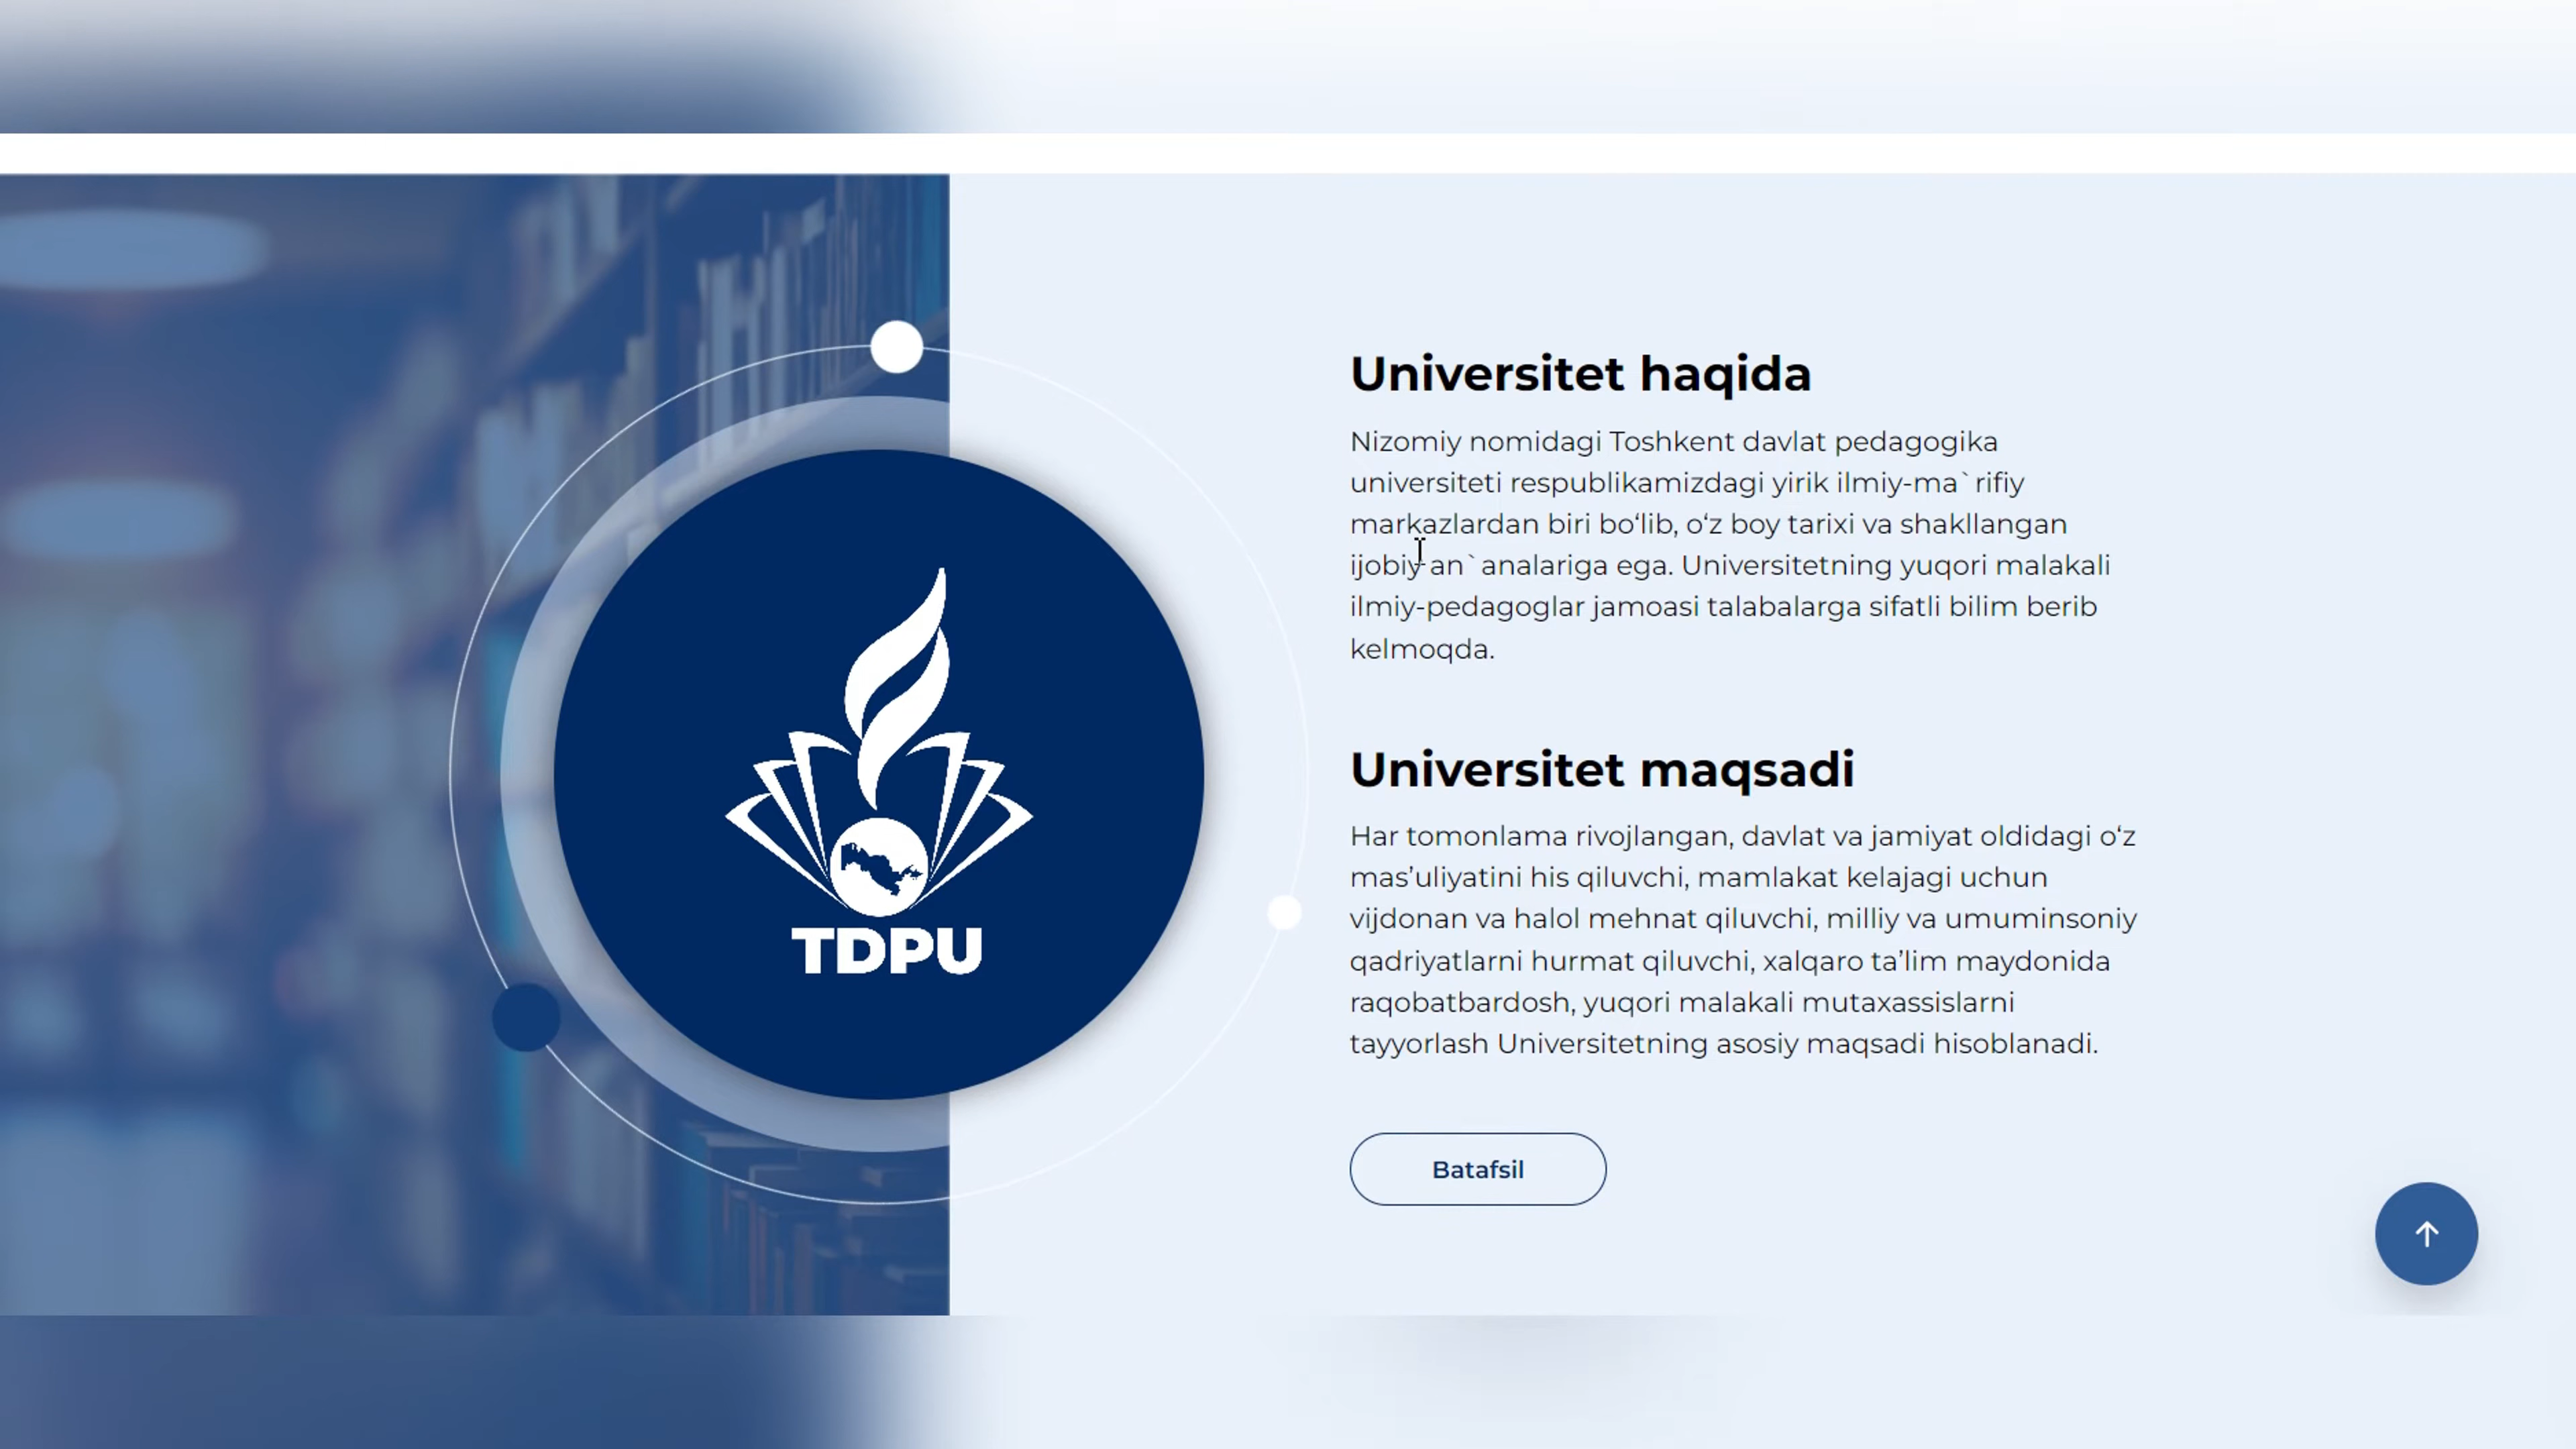 TDPU
Universitet haqida
Nizomiy nomidagi Toshkent davlat pedagogika
universiteti respublikamizdagi yirik ilmiy-ma`rifiy
markazlardan biri bo‘lib, o‘z boy tarixi va shakllangan
ijobiy an`analariga ega. Universitetning yuqori malakali
ilmiy-pedagoglar jamoasi talabalarga sifatli bilim berib
kelmoqda.
Universitet maqsadi
Har tomonlama rivojlangan, davlat va jamiyat oldidagi o‘z
mas’uliyatini his qiluvchi, mamlakat kelajagi uchun
vijdonan va halol mehnat qiluvchi, milliy va umuminsoniy
qadriyatlarni hurmat qiluvchi, xalqaro ta’lim maydonida
raqobatbardosh, yuqori malakali mutaxassislarni
tayyorlash Universitetning asosiy maqsadi hisoblanadi.
Batafsil